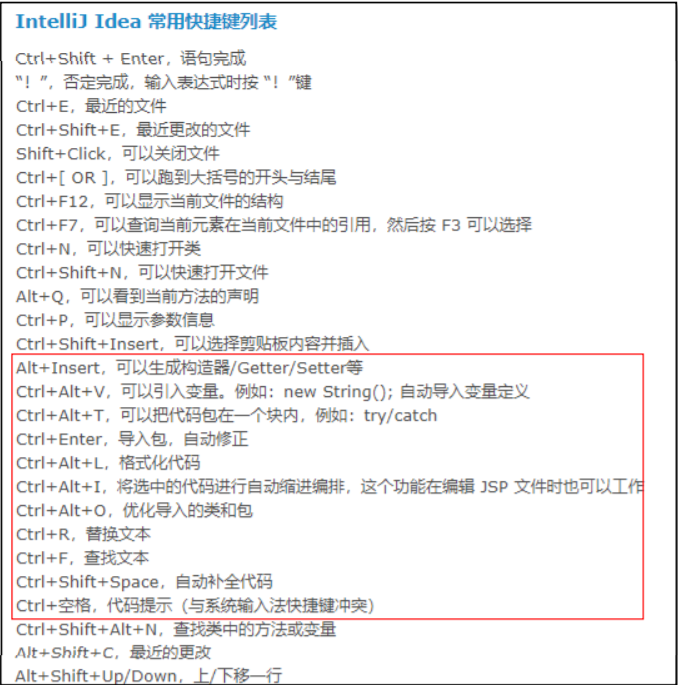 IntelliJ Idea 常用快捷键列表
Ctrl+Shift + Enter，语句完成
“！”，否定完成，输入表达式时按 “！”键
Ctrl+E，最近的文件
Ctrl+Shift+E，最近更改的文件
Shift+Click，可以关闭文件
Ctrl+[ OR ]，可以跑到大括号的开头与结尾
Ctrl+F12，可以显示当前文件的结构
Ctrl+F7，可以查询当前元素在当前文件中的引用，然后按 F3 可以选择
Ctrl+N，可以快速打开类
Ctrl+Shift+N，可以快速打开文件
Alt+Q，可以看到当前方法的声明
Ctrl+P，可以显示参数信息
Ctrl+Shift+Insert，可以选择剪贴板内容并插入
Alt+Insert，可以生成构造器/Getter/Setter等
Ctrl+Alt+V，可以引入变量。例如：new String(); 自动导入变量定义
Ctrl+Alt+T，可以把代码包在一个块内，例如：try/catch
Ctrl+Enter，导入包，自动修正
Ctrl+Alt+L，格式化代码
Ctrl+Alt+I，将选中的代码进行自动缩进编排，这个功能在编辑 JSP 文件时也可以工作
Ctrl+Alt+O，优化导入的类和包
Ctrl+R，替换文本
Ctrl+F，查找文本
Ctrl+Shift+Space，自动补全代码
Ctrl+空格，代码提示（与系统输入法快捷键冲突）
Ctrl+Shift+Alt+N，查找类中的方法或变量
Alt+Shift+C，最近的更改
Alt+Shift+Up/Down，上/下移一行